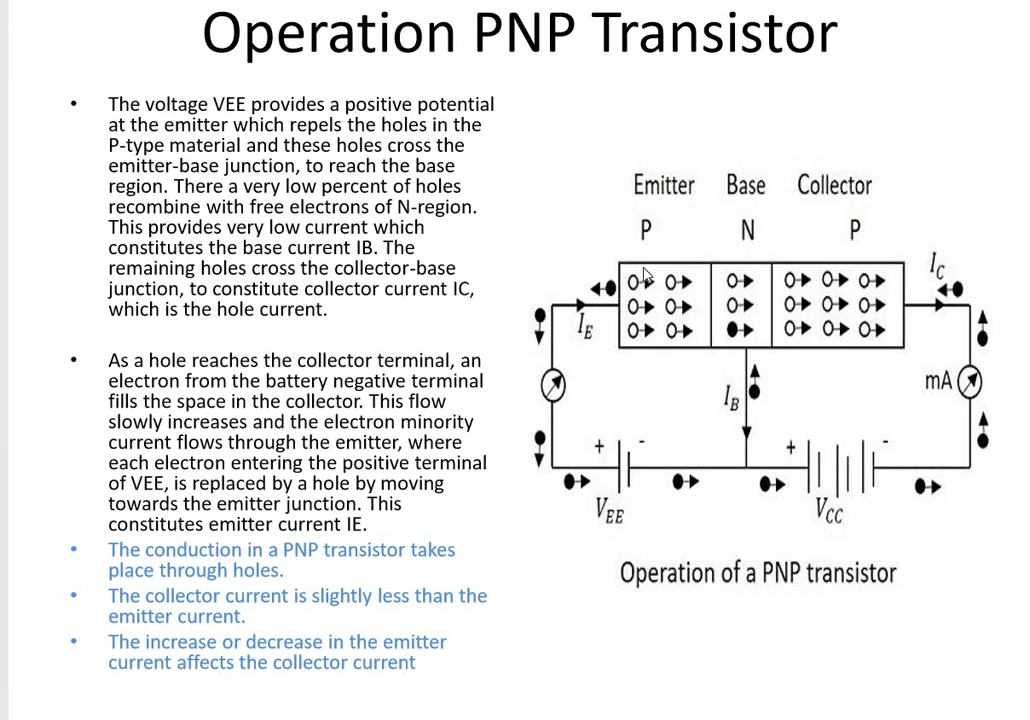 Operation PNP Transistor
• The voltage VEE provides a positive potential
at the emitter which repels the holes in the
P-type material and these holes cross the
emitter-base junction, to reach the base
region. There a very low percent of holes
recombine with free electrons of N-region.
This provides very low current which
constitutes the base current IB. The
remaining holes cross the collector-base
junction, to constitute collector current IC,
which is the hole current.
• As a hole reaches the collector terminal, an
electron from the battery negative terminal
fills the space in the collector. This flow
slowly increases and the electron minority
current flows through the emitter, where
each electron entering the positive terminal
of VEE, is replaced by a hole by moving
towards the emitter junction. This
constitutes emitter current IE.
• The conduction in a PNP transistor takes
place through holes.
• The collector current is slightly less than the
emitter current.
• The increase or decrease in the emitter
current affects the collector current
Emitter Base Collector
P N P
I_C
I_E
I_B
mA
+ - + -
V_EE V_CC
Operation of a PNP transistor